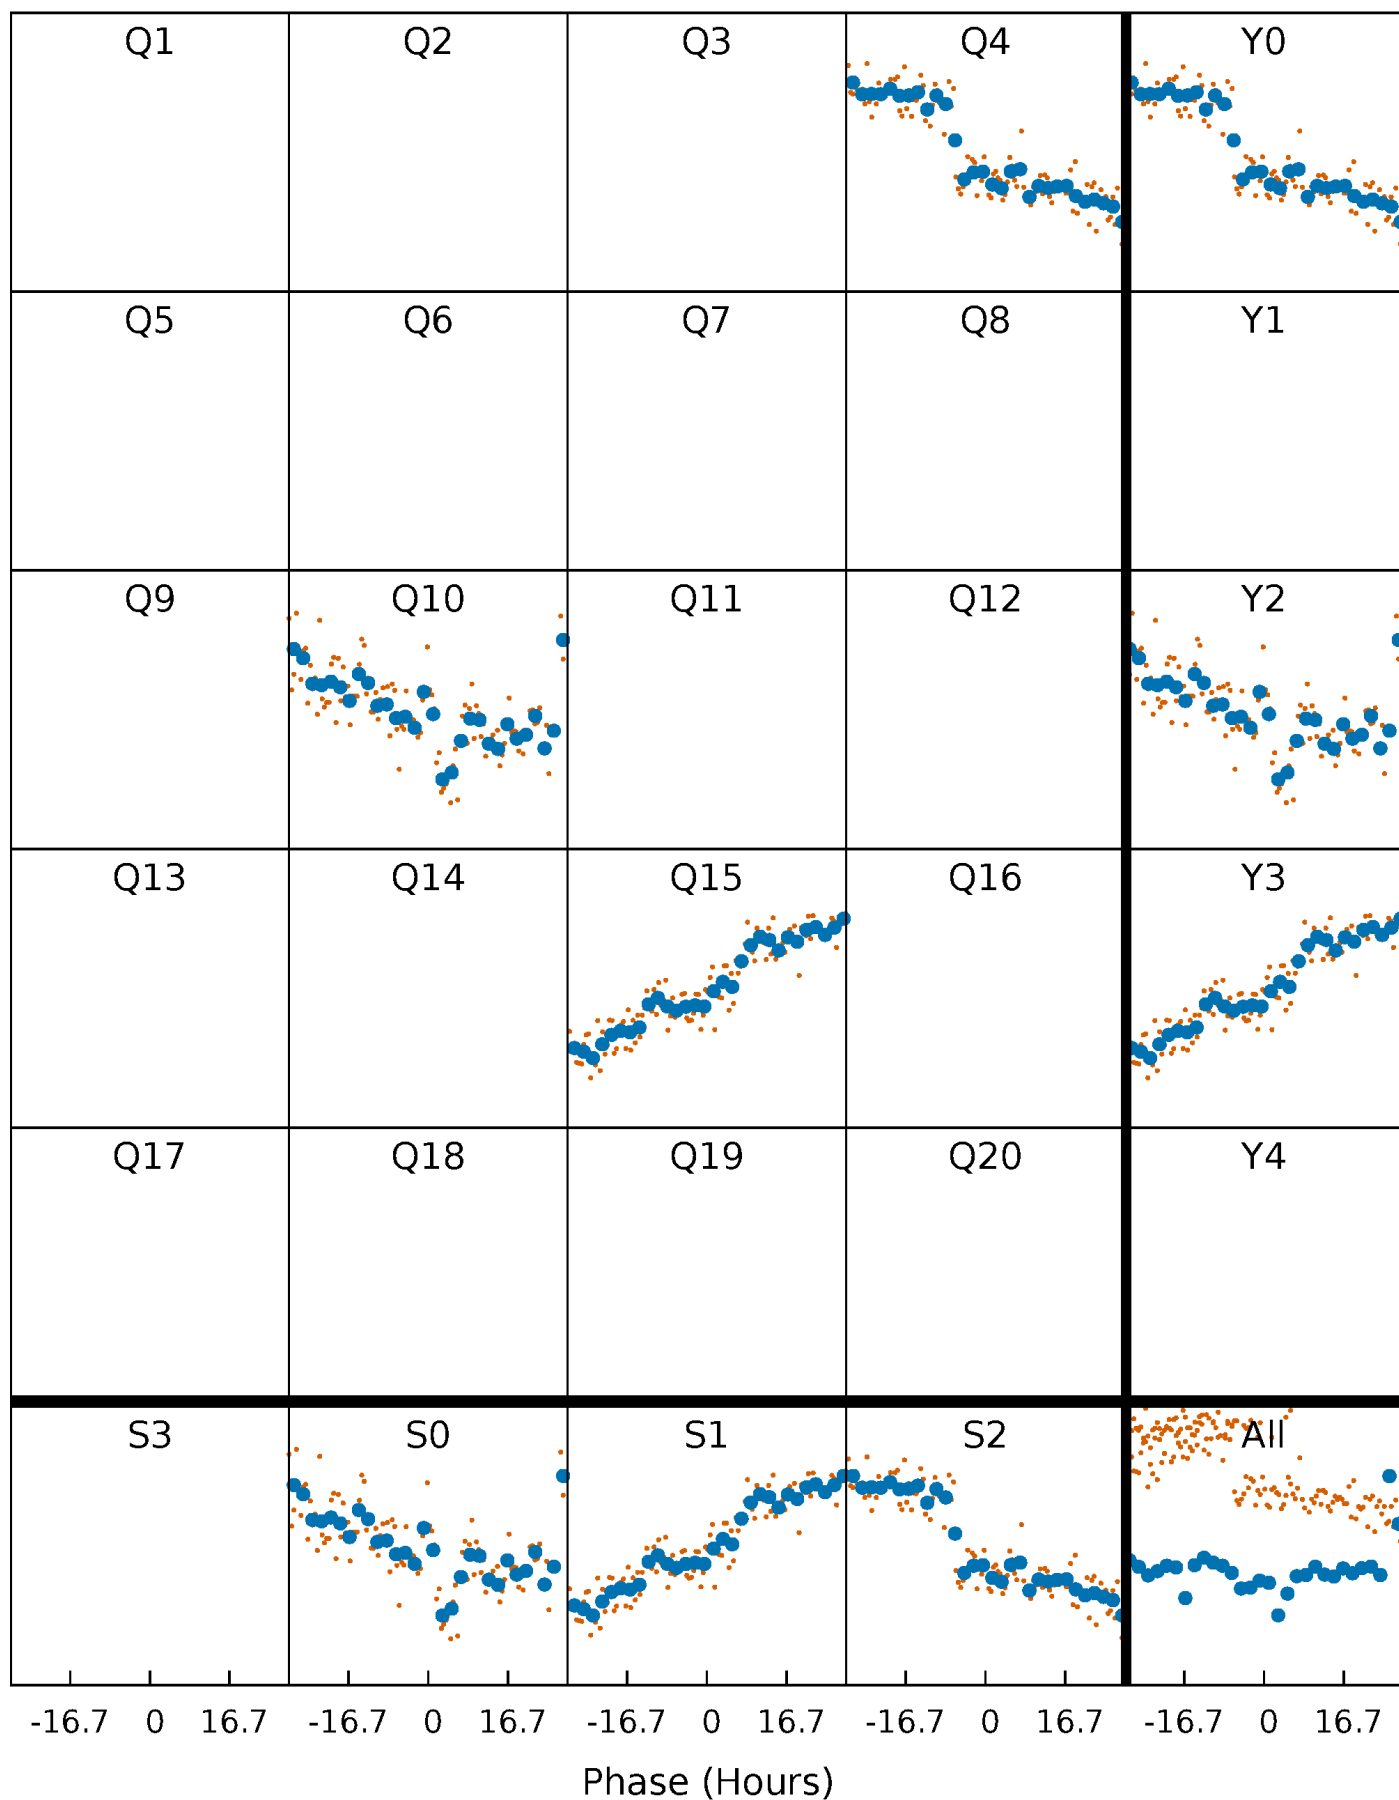 Q1 Q2 Q3 Q4 Y0
Q5 Q6 Q7 Q8 Y1
Q9 Q10 Q11 Q12 Y2
Q13 Q14 Q15 Q16 Y3
Q17 Q18 Q19 Q20 Y4
S3 S0 S1 S2 All
-16.7 0 16.7 -16.7 0 16.7 -16.7 0 16.7 -16.7 0 16.7 -16.7 0 16.7
Phase (Hours)